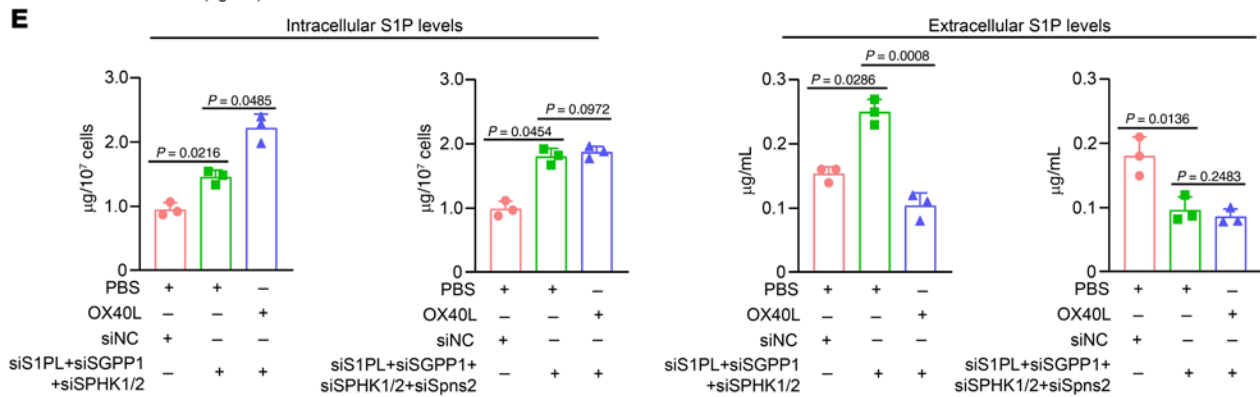 E
Intracellular S1P levels
Extracellular S1P levels
3.0
2.0
1.0
0
μg/10⁷ cells
P = 0.0485
P = 0.0216
PBS + + –
OX40L – – +
siNC + – –
siS1PL+siSGPP1
+siSPHK1/2 – + +
3.0
2.0
1.0
0
μg/10⁷ cells
P = 0.0972
P = 0.0454
PBS + + –
OX40L – – +
siNC + – –
siS1PL+siSGPP1+
siSPHK1/2+siSpns2 – + +
0.3
0.2
0.1
0
μg/mL
P = 0.0008
P = 0.0286
PBS + + –
OX40L – – +
siNC + – –
siS1PL+siSGPP1
+siSPHK1/2 – + +
0.3
0.2
0.1
0
μg/mL
P = 0.0136
P = 0.2483
PBS + + –
OX40L – – +
siNC + – –
siS1PL+siSGPP1+
siSPHK1/2+siSpns2 – + +